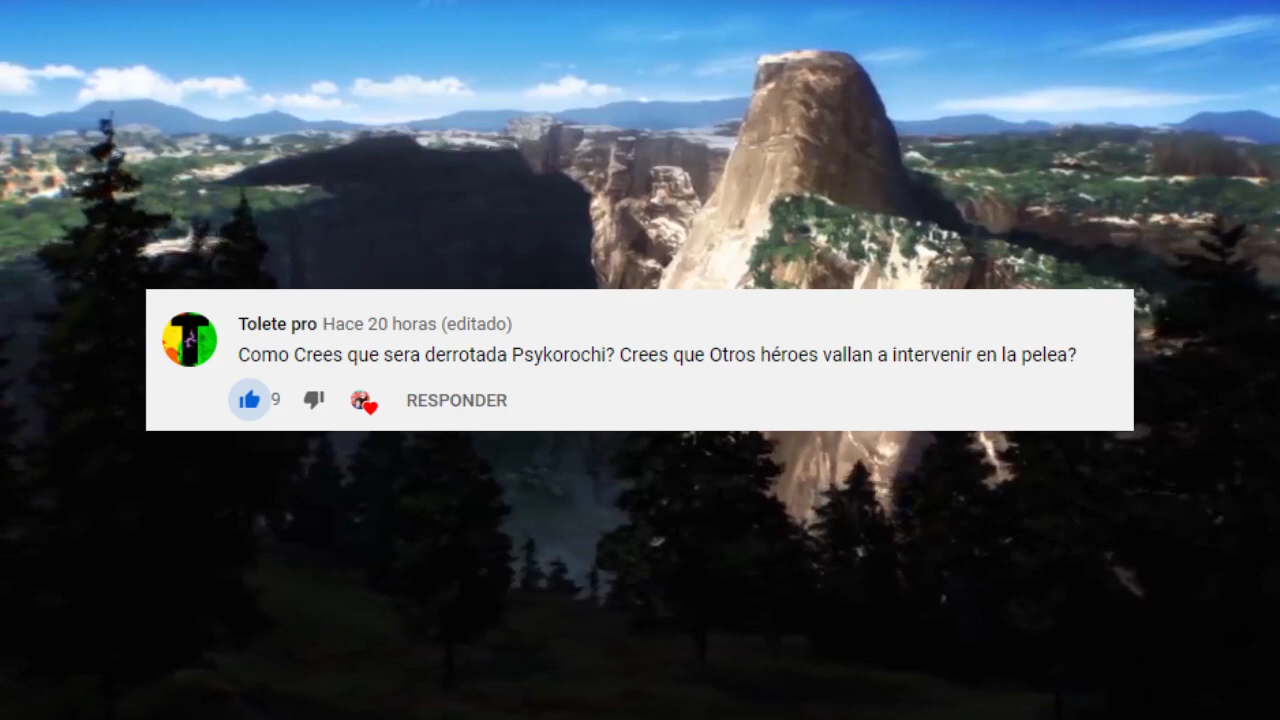 Tolete pro Hace 20 horas (editado)
Como Crees que sera derrotada Psykorochi? Crees que Otros héroes vallan a intervenir en la pelea?
9 RESPONDER